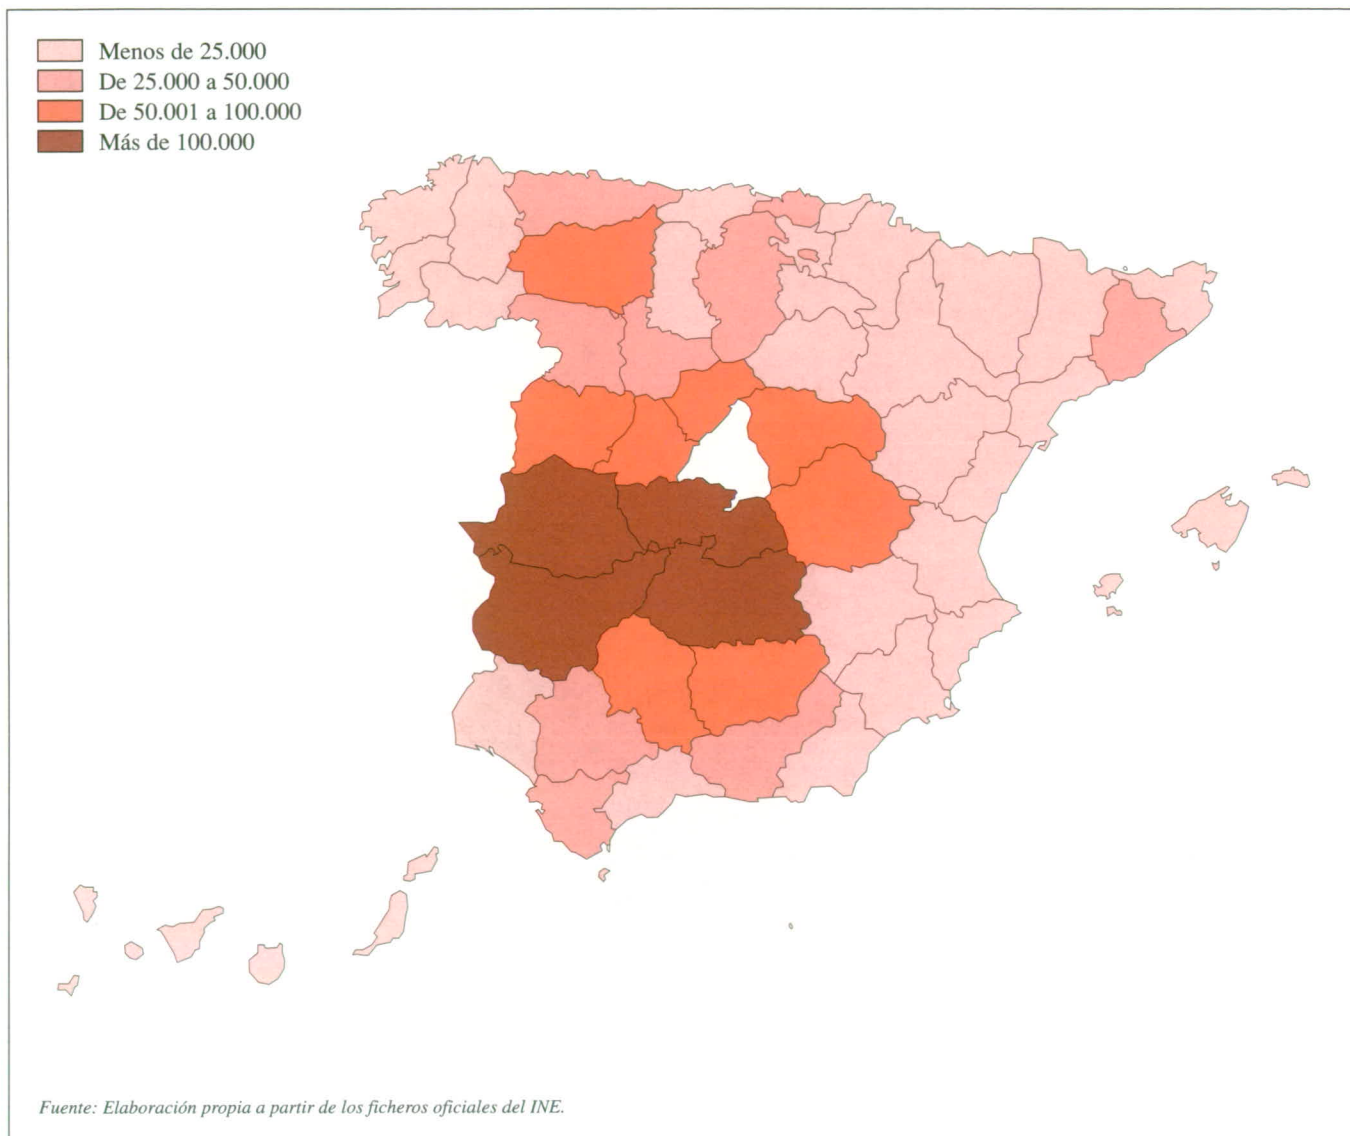 Menos de 25.000
De 25.000 a 50.000
De 50.001 a 100.000
Más de 100.000
Fuente: Elaboración propia a partir de los ficheros oficiales del INE.